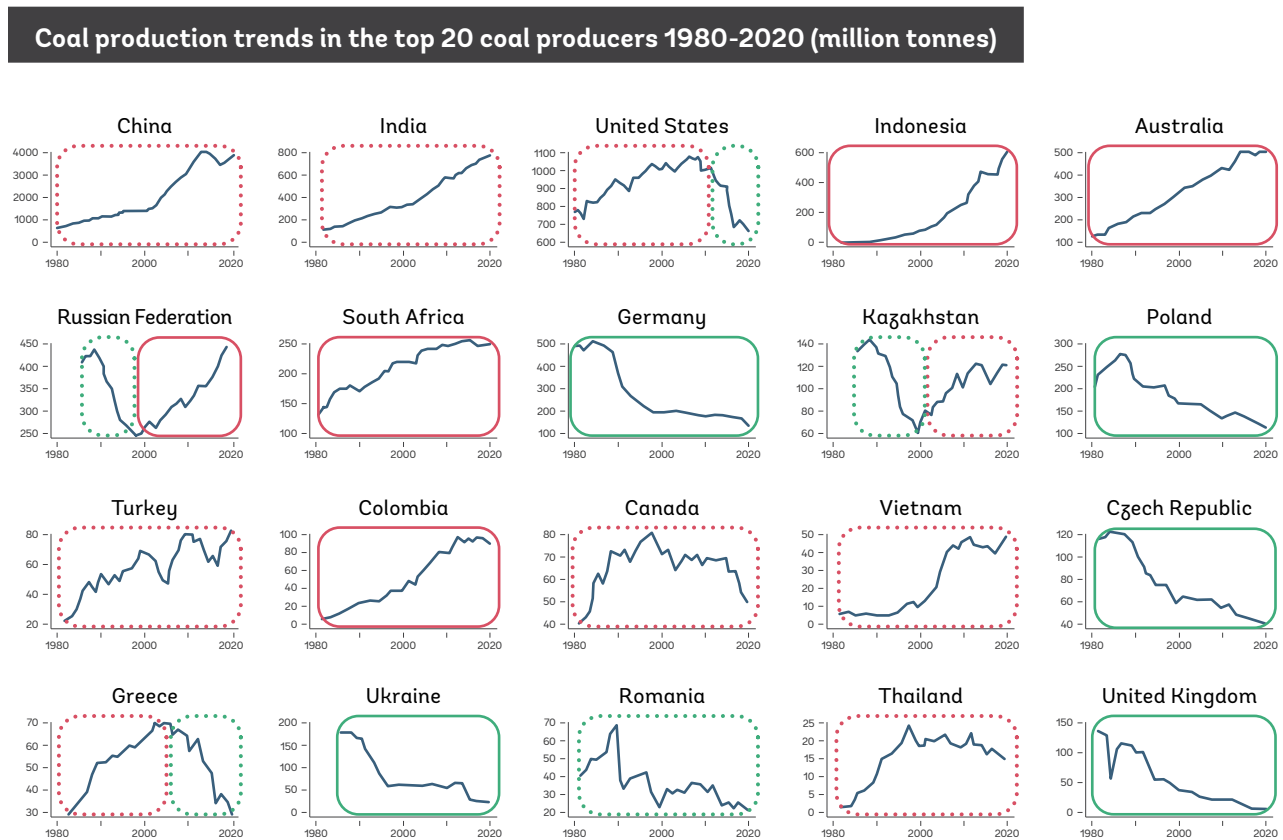 Coal production trends in the top 20 coal producers 1980-2020 (million tonnes)
China India United States Indonesia Australia
4000 800 1100 600 500
3000 600 1000 400 400
2000 400 900 200 300
1000 200 800 0 200
0 0 700 100
600
1980 2000 2020 1980 2000 2020 1980 2000 2020 1980 2000 2020 1980 2000 2020
Russian Federation South Africa Germany Kazakhstan Poland
450 250 500 140 300
400 200 400 120 250
350 150 300 100 200
300 100 200 80 150
250 100 60 100
1980 2000 2020 1980 2000 2020 1980 2000 2020 1980 2000 2020 1980 2000 2020
Turkey Colombia Canada Vietnam Czech Republic
80 100 80 50 120
60 80 70 40 100
40 60 60 30 80
20 40 50 20 60
20 40 10 40
0 0
1980 2000 2020 1980 2000 2020 1980 2000 2020 1980 2000 2020 1980 2000 2020
Greece Ukraine Romania Thailand United Kingdom
70 200 70 25 150
60 150 60 20 100
50 100 50 15 50
40 50 40 10 0
30 0 30 5
20 0
1980 2000 2020 1980 2000 2020 1980 2000 2020 1980 2000 2020 1980 2000 2020